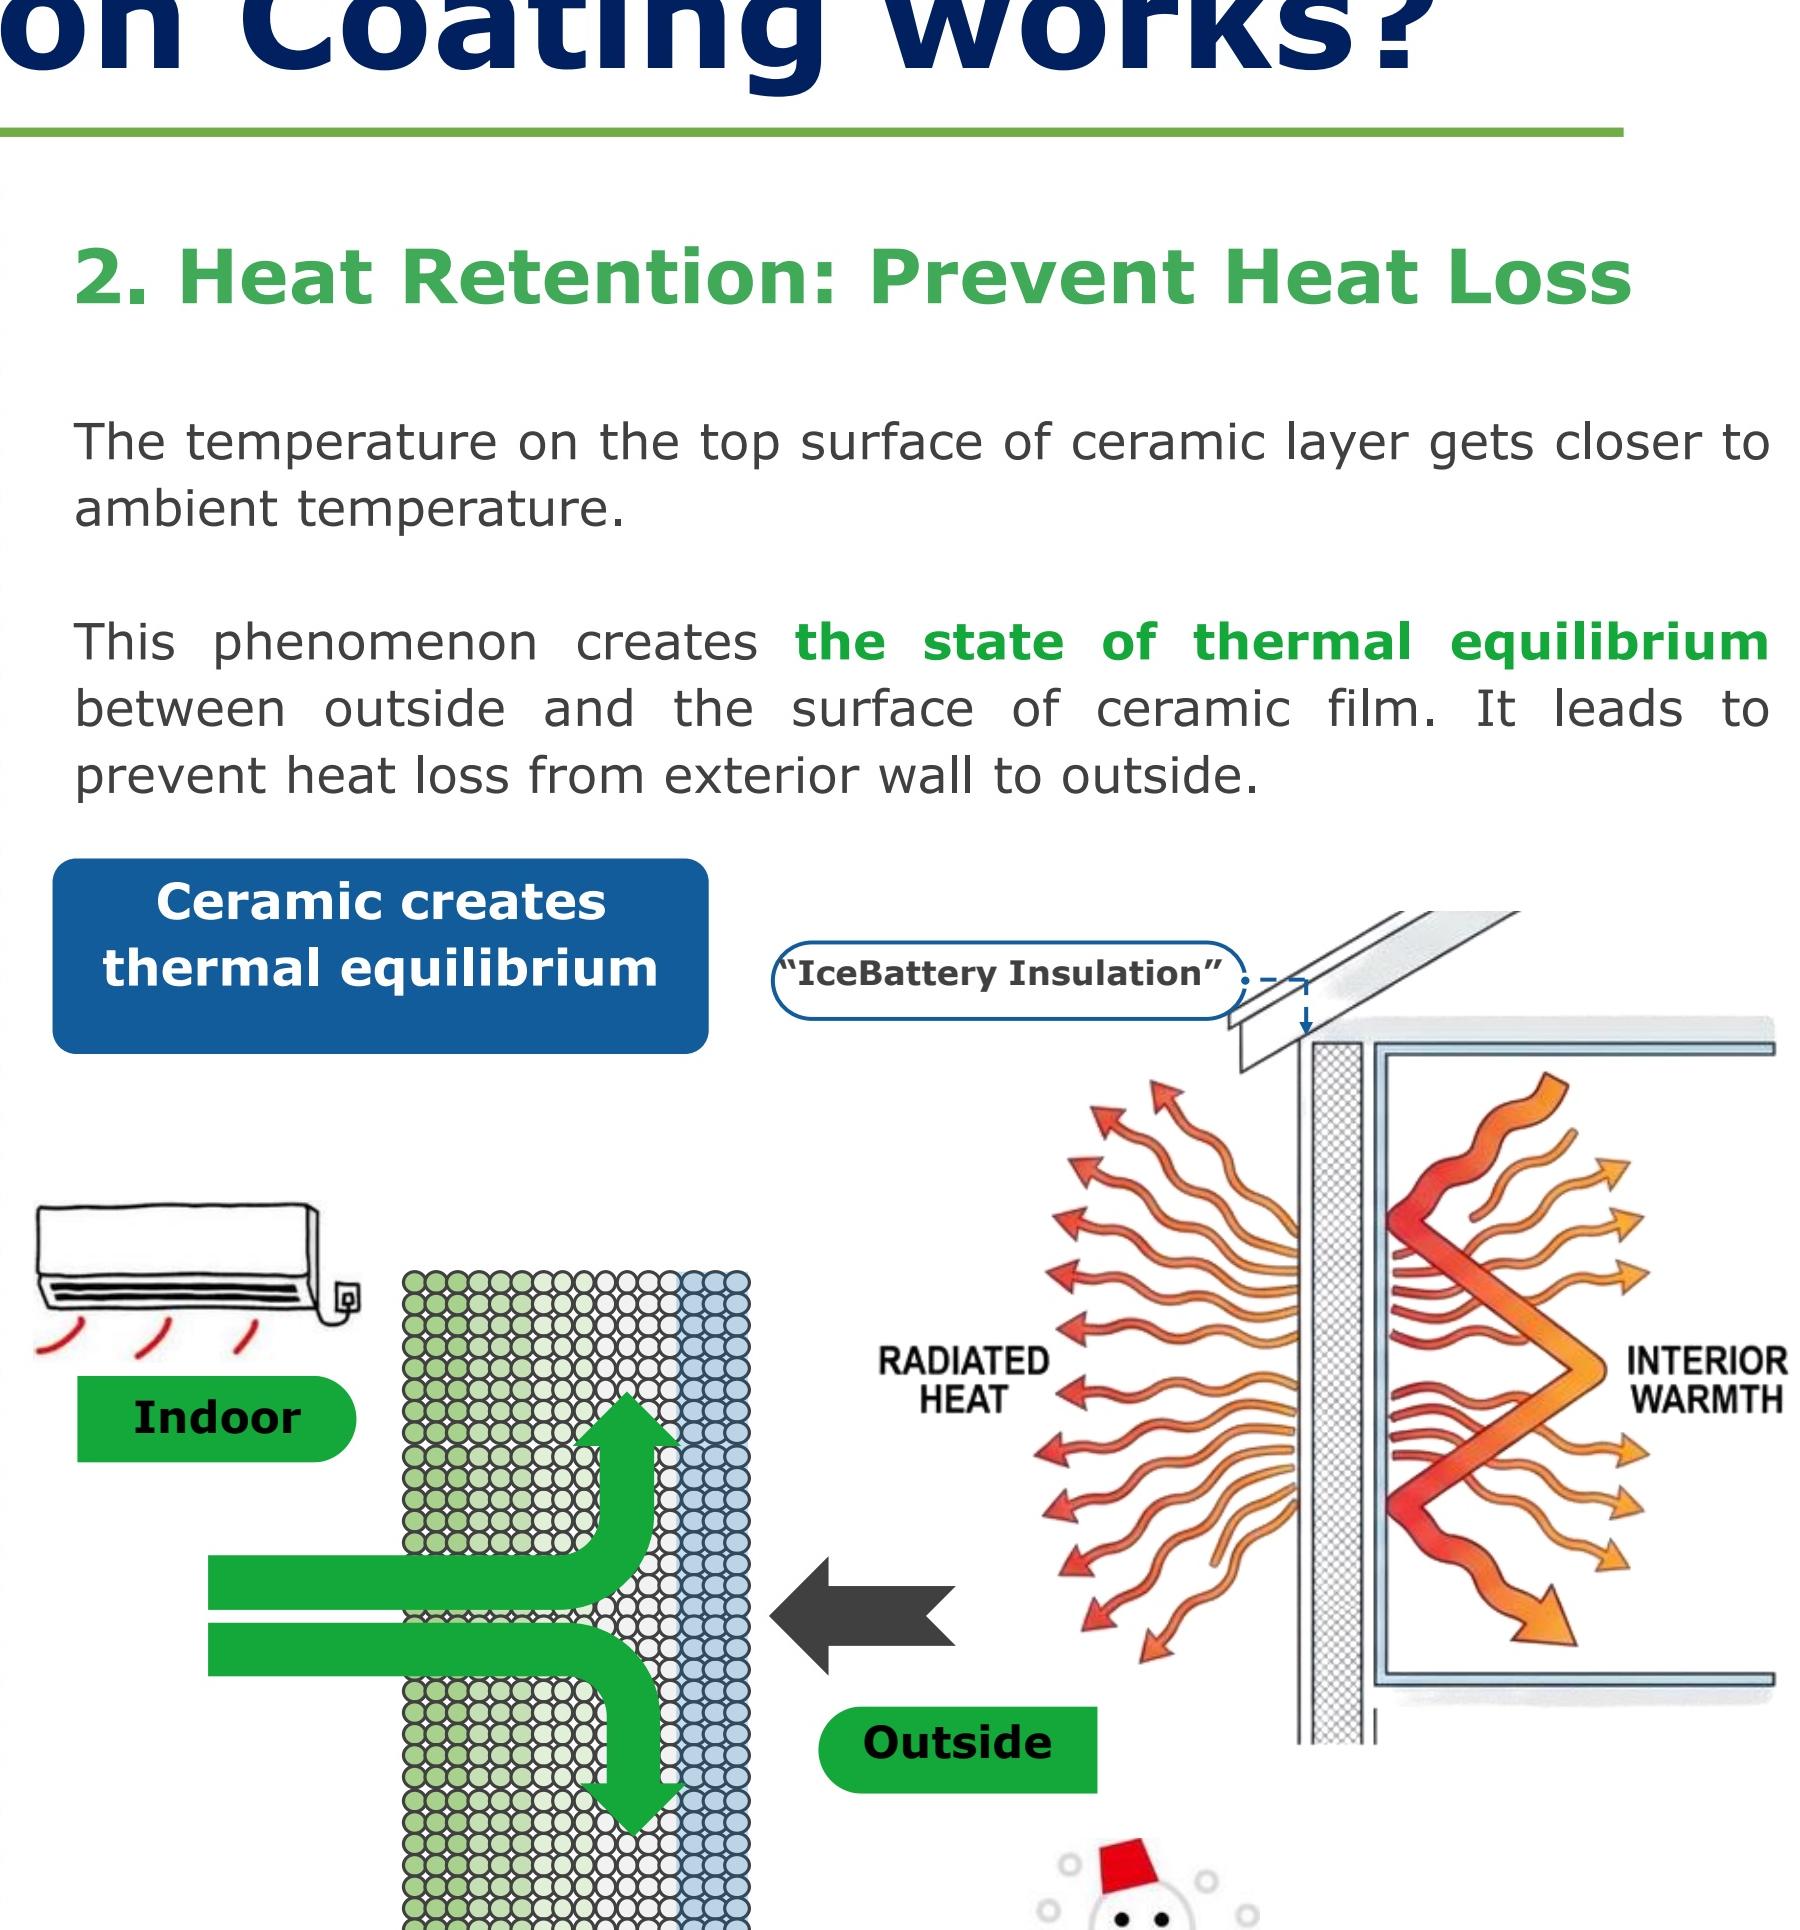 on Coating works?
2. Heat Retention: Prevent Heat Loss
The temperature on the top surface of ceramic layer gets closer to
ambient temperature.
This phenomenon creates the state of thermal equilibrium
between outside and the surface of ceramic film. It leads to
prevent heat loss from exterior wall to outside.
Ceramic creates
thermal equilibrium
“IceBattery Insulation”
RADIATED
HEAT
INTERIOR
WARMTH
Indoor
Outside